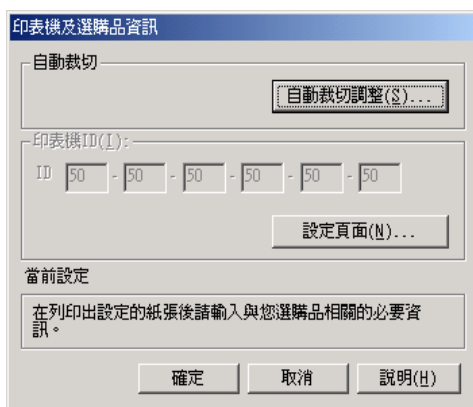 印表機及選購品資訊
自動裁切
自動裁切調整(S)...
印表機ID(I):
ID 50 - 50 - 50 - 50 - 50 - 50
設定頁面(N)...
當前設定
在列印出設定的紙張後請輸入與您選購品相關的必要資
訊。
確定 取消 說明(H)